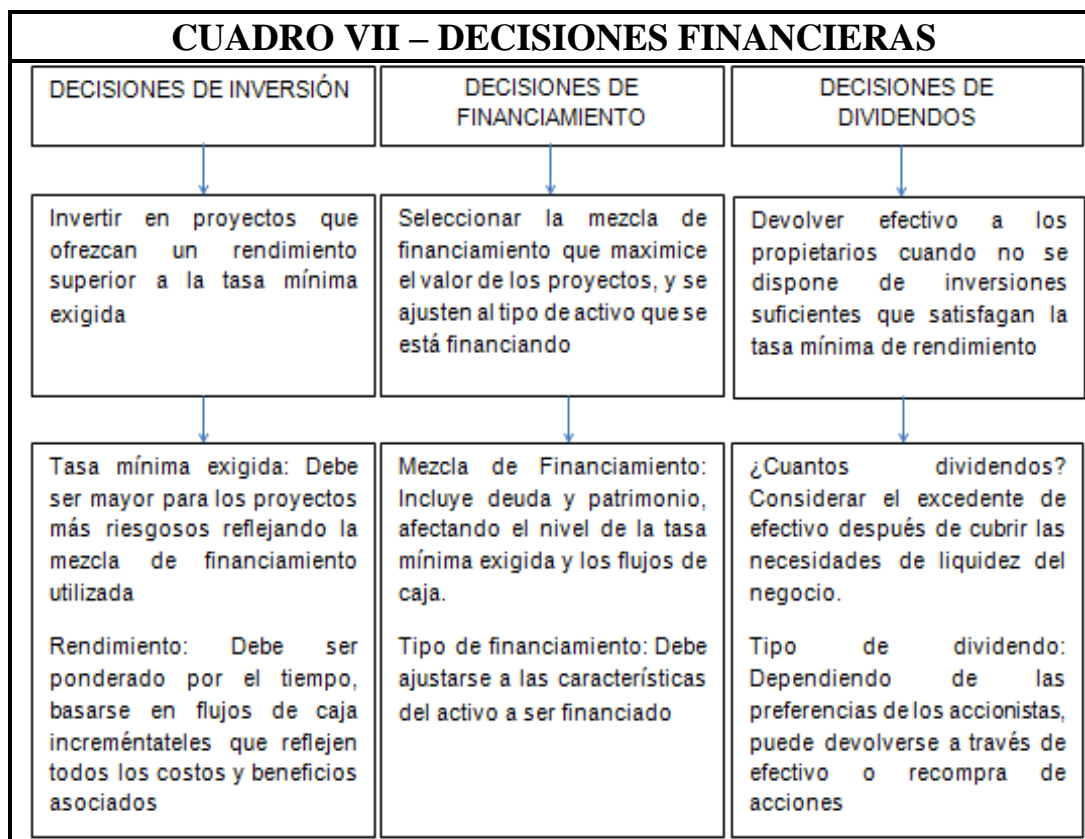 CUADRO VII – DECISIONES FINANCIERAS
DECISIONES DE INVERSIÓN
Invertir en proyectos que
ofrezcan un rendimiento
superior a la tasa mínima
exigida
Tasa mínima exigida: Debe
ser mayor para los proyectos
más riesgosos reflejando la
mezcla de financiamiento
utilizada
Rendimiento: Debe ser
ponderado por el tiempo,
basarse en flujos de caja
increméntateles que reflejen
todos los costos y beneficios
asociados
DECISIONES DE
FINANCIAMIENTO
Seleccionar la mezcla de
financiamiento que maximice
el valor de los proyectos, y se
ajusten al tipo de activo que se
está financiando
Mezcla de Financiamiento:
Incluye deuda y patrimonio,
afectando el nivel de la tasa
mínima exigida y los flujos de
caja.
Tipo de financiamiento: Debe
ajustarse a las características
del activo a ser financiado
DECISIONES DE
DIVIDENDOS
Devolver efectivo a los
propietarios cuando no se
dispone de inversiones
suficientes que satisfagan la
tasa mínima de rendimiento
¿Cuantos dividendos?
Considerar el excedente de
efectivo después de cubrir las
necesidades de liquidez del
negocio.
Tipo de dividendo:
Dependiendo de las
preferencias de los accionistas,
puede devolverse a través de
efectivo o recompra de
acciones